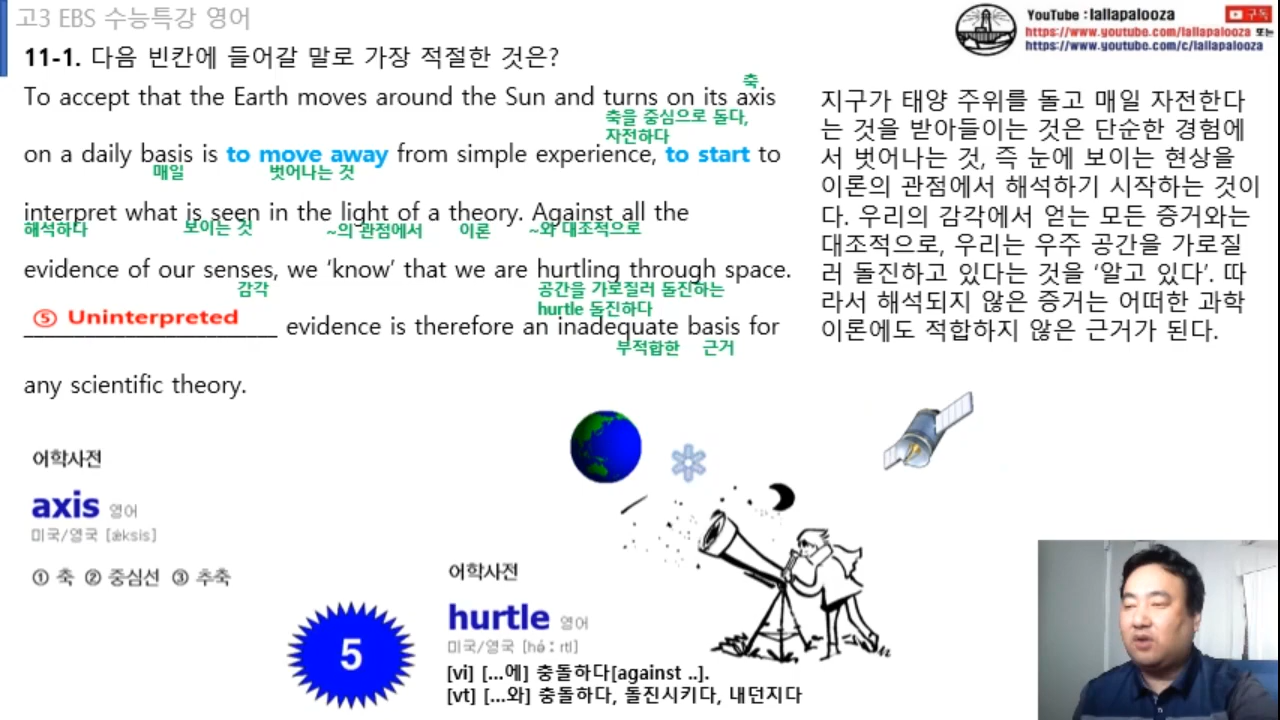 고3 EBS 수능특강 영어
YouTube : lallapalooza
구독
https://www.youtube.com/lallapalooza 또는
https://www.youtube.com/c/lallapalooza
11-1. 다음 빈칸에 들어갈 말로 가장 적절한 것은?
축
To accept that the Earth moves around the Sun and turns on its axis
축을 중심으로 돌다,
자전하다
on a daily basis is to move away from simple experience, to start to
매일 벗어나는 것
interpret what is seen in the light of a theory. Against all the
해석하다 보이는 것 ~의 관점에서 이론 ~와 대조적으로
evidence of our senses, we ‘know’ that we are hurtling through space.
감각 공간을 가로질러 돌진하는
hurtle 돌진하다
⑤ Uninterpreted evidence is therefore an inadequate basis for
부적합한 근거
any scientific theory.
지구가 태양 주위를 돌고 매일 자전한다
는 것을 받아들이는 것은 단순한 경험에
서 벗어나는 것, 즉 눈에 보이는 현상을
이론의 관점에서 해석하기 시작하는 것이
다. 우리의 감각에서 얻는 모든 증거와는
대조적으로, 우리는 우주 공간을 가로질
러 돌진하고 있다는 것을 ‘알고 있다’. 따
라서 해석되지 않은 증거는 어떠한 과학
이론에도 적합하지 않은 근거가 된다.
어학사전
axis 영어
미국/영국 [ǽksis]
① 축 ② 중심선 ③ 추축
5
어학사전
hurtle 영어
미국/영국 [hə́ːrtl]
[vi] […에] 충돌하다[against ..].
[vt] […와) 충돌하다, 돌진시키다, 내던지다